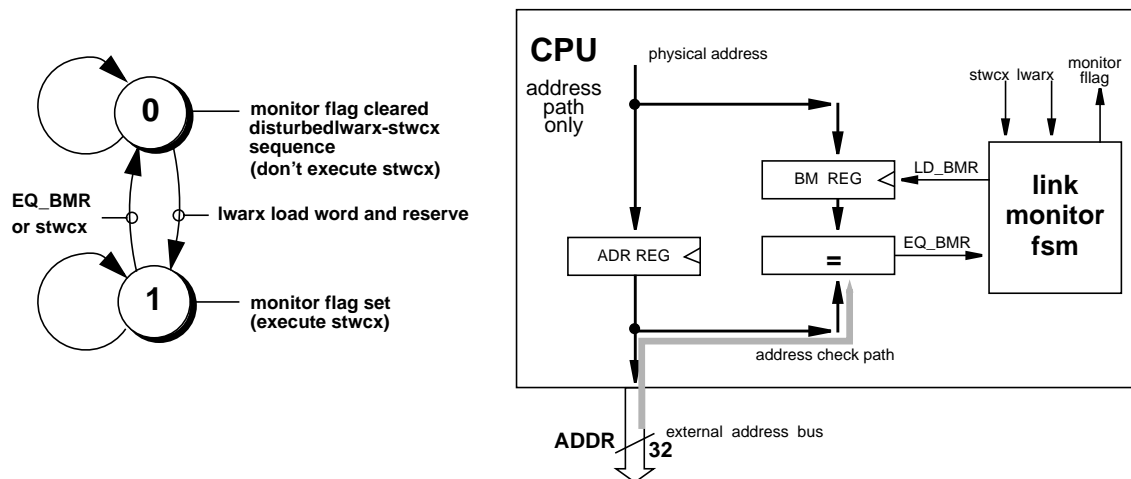 0
monitor flag cleared
disturbedlwarx-stwcx
sequence
(don't execute stwcx)
EQ_BMR
or stwcx
lwarx load word and reserve
1
monitor flag set
(execute stwcx)
CPU
address
path
only
physical address
stwcx lwarx
monitor
fllag
BM REG
LD_BMR
link
monitor
fsm
ADR REG
=
EQ_BMR
address check path
ADDR
32
external address bus